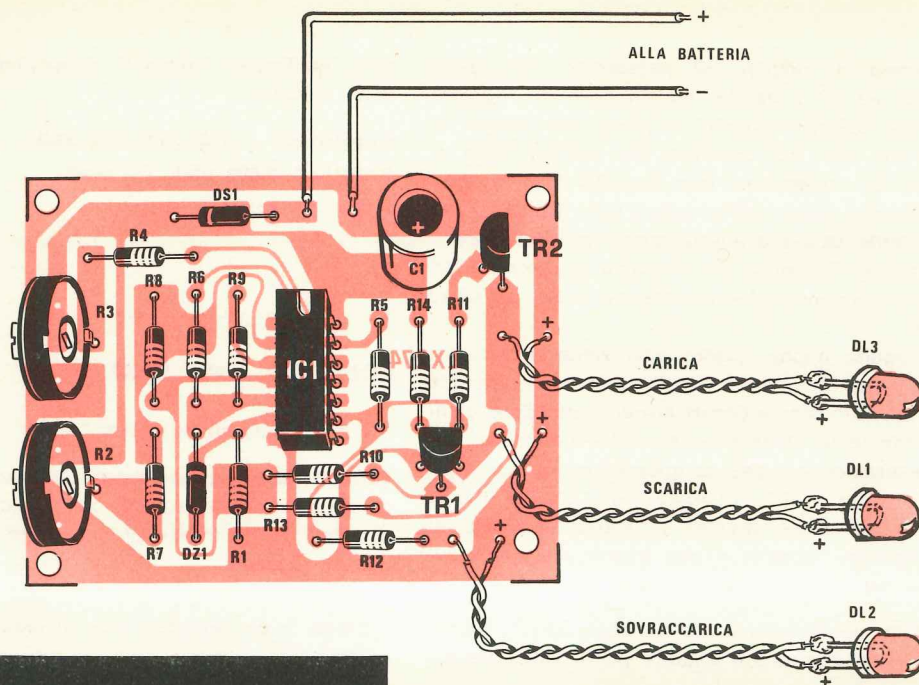 +
ALLA BATTERIA
-
DS1
R4
+
C1
TR2
R8
R6
R9
R3
R5
R14
R11
+
DL3
IC1
CARICA
+
R2
+
DL1
SCARICA
+
R10
TR1
R13
R7
DZ1
R1
R12
+
DL2
SOVRACCARICA
+